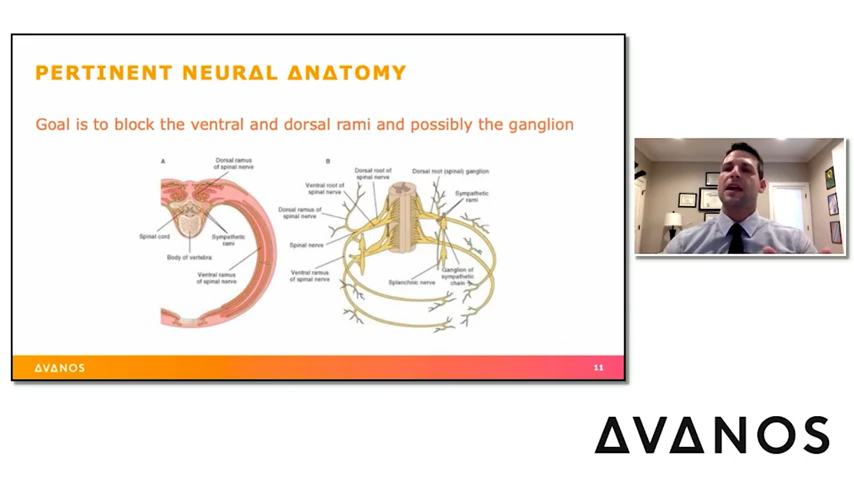 PERTINENT NEURAL ANATOMY
Goal is to block the ventral and dorsal rami and possibly the ganglion
A
Dorsal ramus
of spinal nerve
Spinal cord
Sympathetic
rami
Body of vertebra
Ventral ramus
of spinal nerve
B
Dorsal root of
spinal nerve
Dorsal root (spinal) ganglion
Ventral root of
spinal nerve
Sympathetic
rami
Dorsal ramus of
spinal nerve
Spinal nerve
Ventral ramus
of spinal nerve
Splanchnic nerve
Ganglion of
sympathetic
chain
AVANOS
11
AVANOS